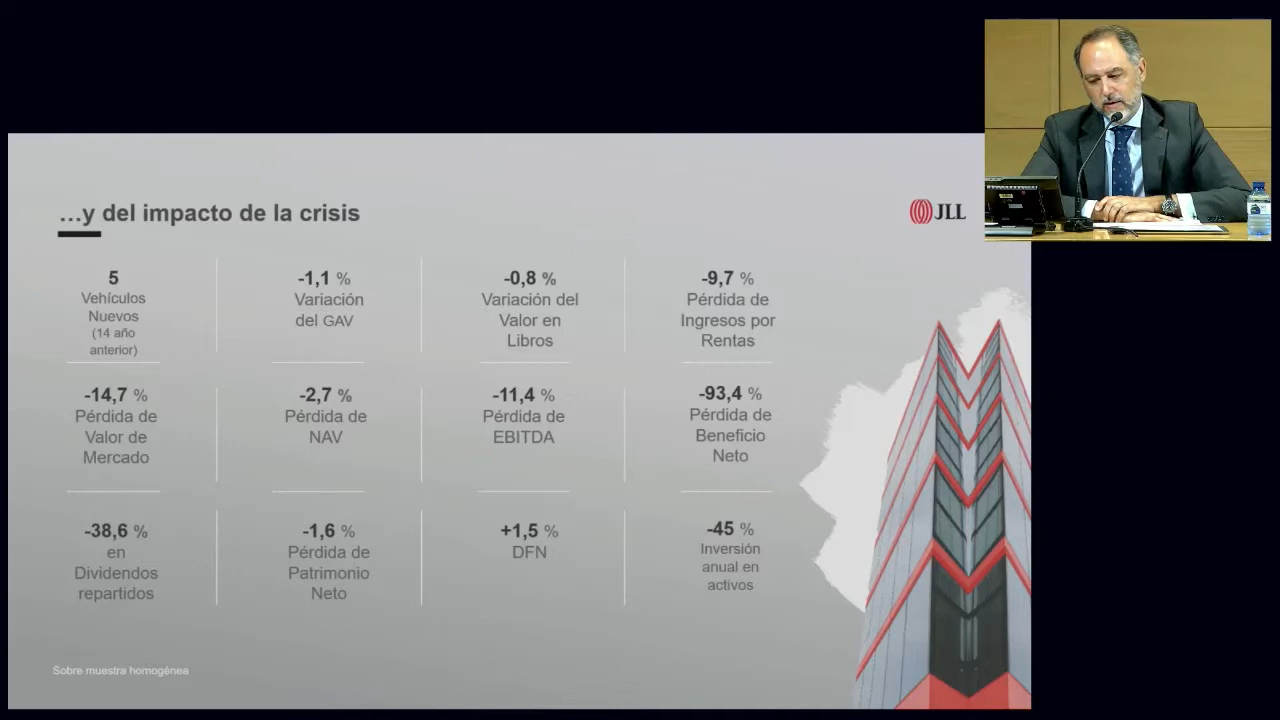 …y del impacto de la crisis
JLL
5
Vehículos
Nuevos
(14 año
anterior)
-1,1 %
Variación
del GAV
-0,8 %
Variación del
Valor en
Libros
-9,7 %
Pérdida de
Ingresos por
Rentas
-14,7 %
Pérdida de
Valor de
Mercado
-2,7 %
Pérdida de
NAV
-11,4 %
Pérdida de
EBITDA
-93,4 %
Pérdida de
Beneficio
Neto
-38,6 %
en
Dividendos
repartidos
-1,6 %
Pérdida de
Patrimonio
Neto
+1,5 %
DFN
-45 %
Inversión
anual en
activos
Sobre muestra homogénea